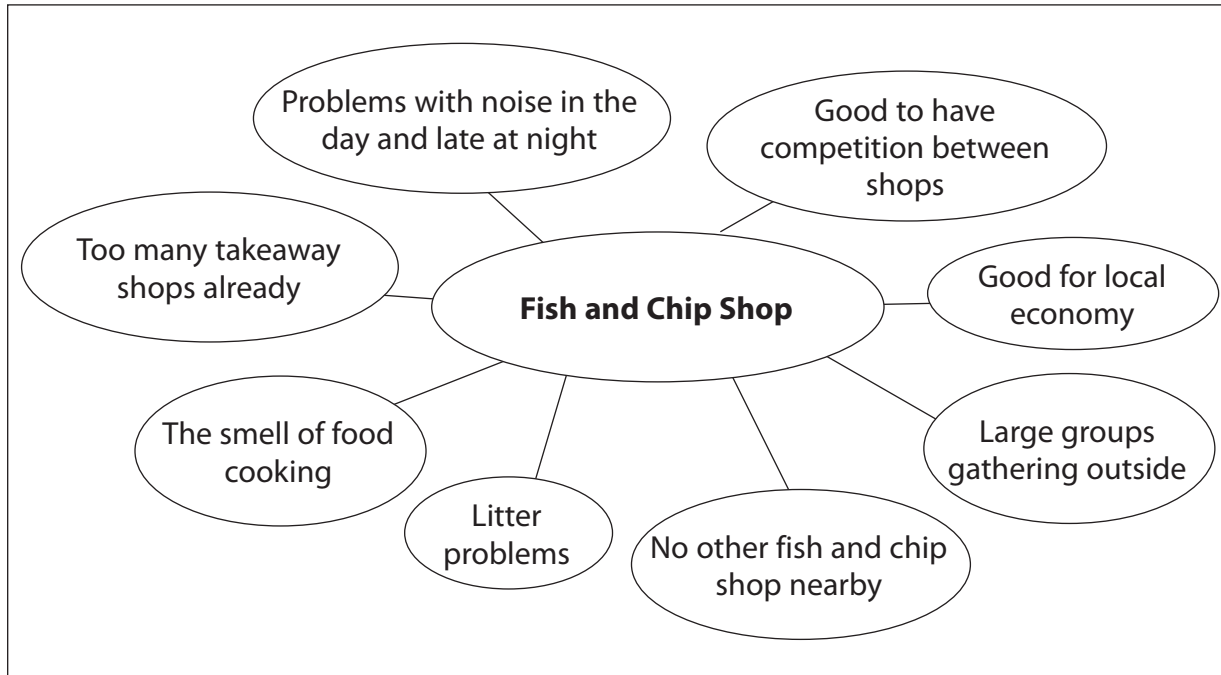 Problems with noise in the
day and late at night
Good to have
competition between
shops
Too many takeaway
shops already
Fish and Chip Shop
Good for local
economy
The smell of food
cooking
Litter
problems
No other fish and chip
shop nearby
Large groups
gathering outside